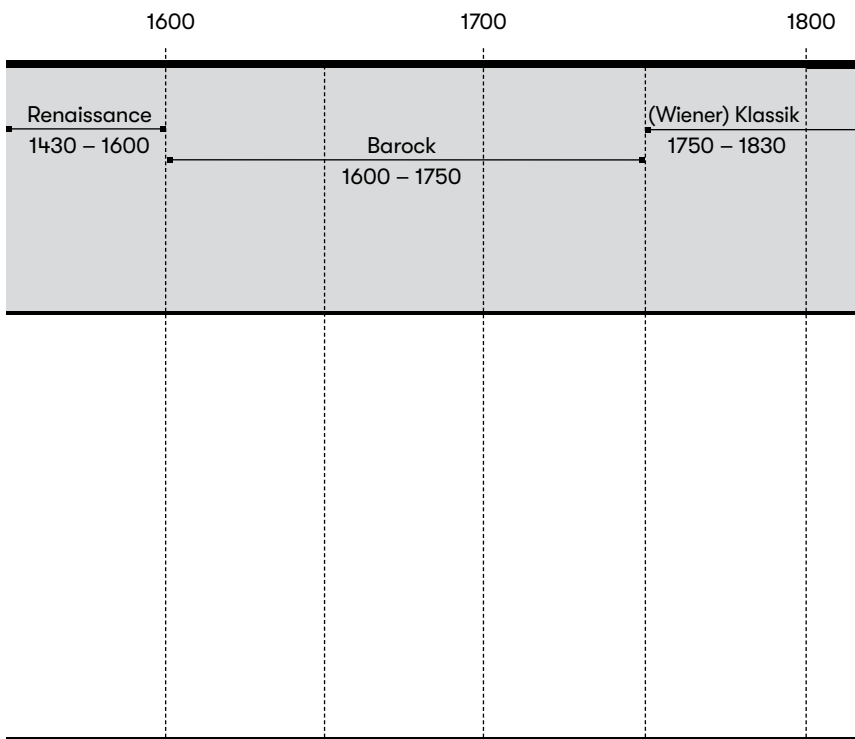 1600 1700 1800
Renaissance
1430 – 1600
Barock
1600 – 1750
(Wiener) Klassik
1750 – 1830